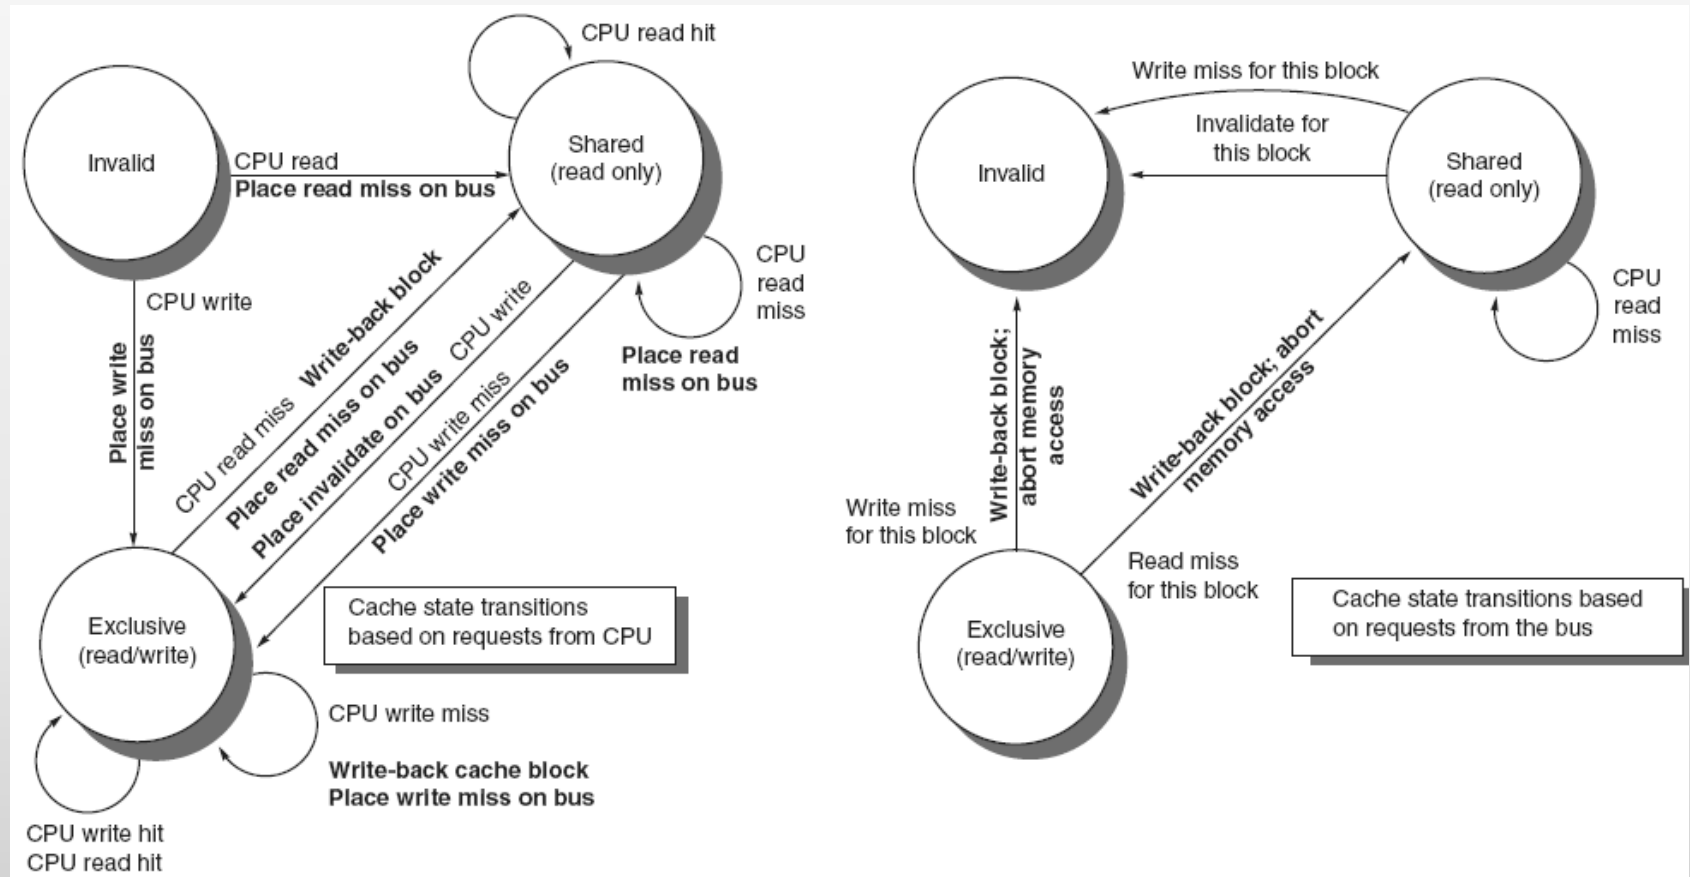 CPU read hit
Invalid
Shared
(read only)
CPU read
Place read miss on bus
CPU write
Place write
miss on bus
CPU read miss
Write-back block
Place read miss on bus
CPU write
Place invalidate on bus
CPU write miss
Place write miss on bus
CPU
read
miss
Place read
miss on bus
Exclusive
(read/write)
Cache state transitions
based on requests from CPU
CPU write miss
Write-back cache block
Place write miss on bus
CPU write hit
CPU read hit
Write miss for this block
Invalidate for
this block
Invalid
Shared
(read only)
CPU
read
miss
Write-back block;
abort memory
access
Write-back block; abort
memory access
Write miss
for this block
Read miss
for this block
Exclusive
(read/write)
Cache state transitions based
on requests from the bus